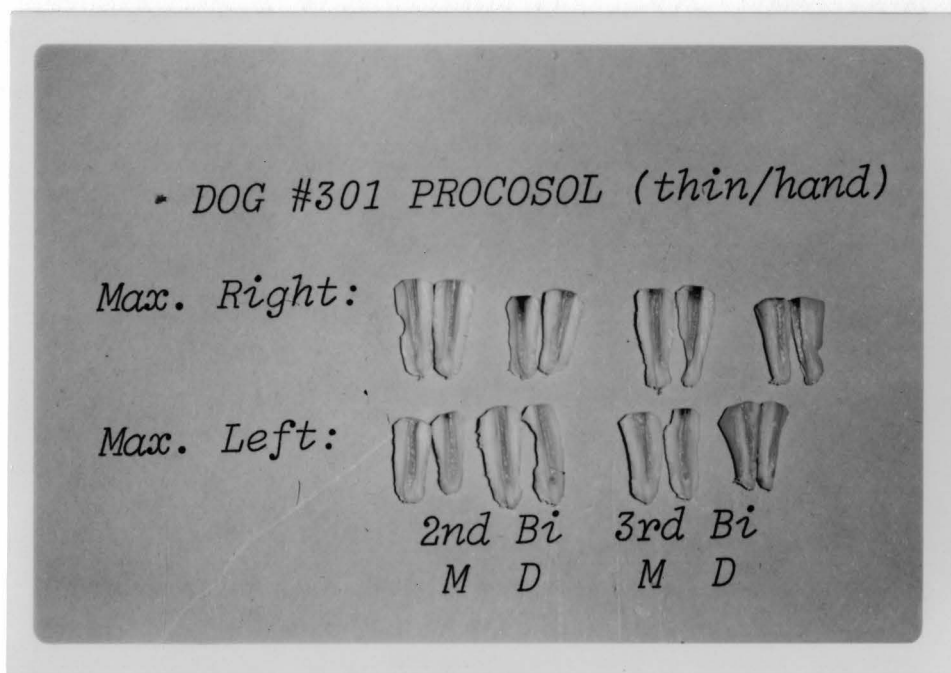 DOG #301 PROCOSOL (thin/hand)
Max. Right:
Max. Left:
2nd Bi 3rd Bi
M D M D